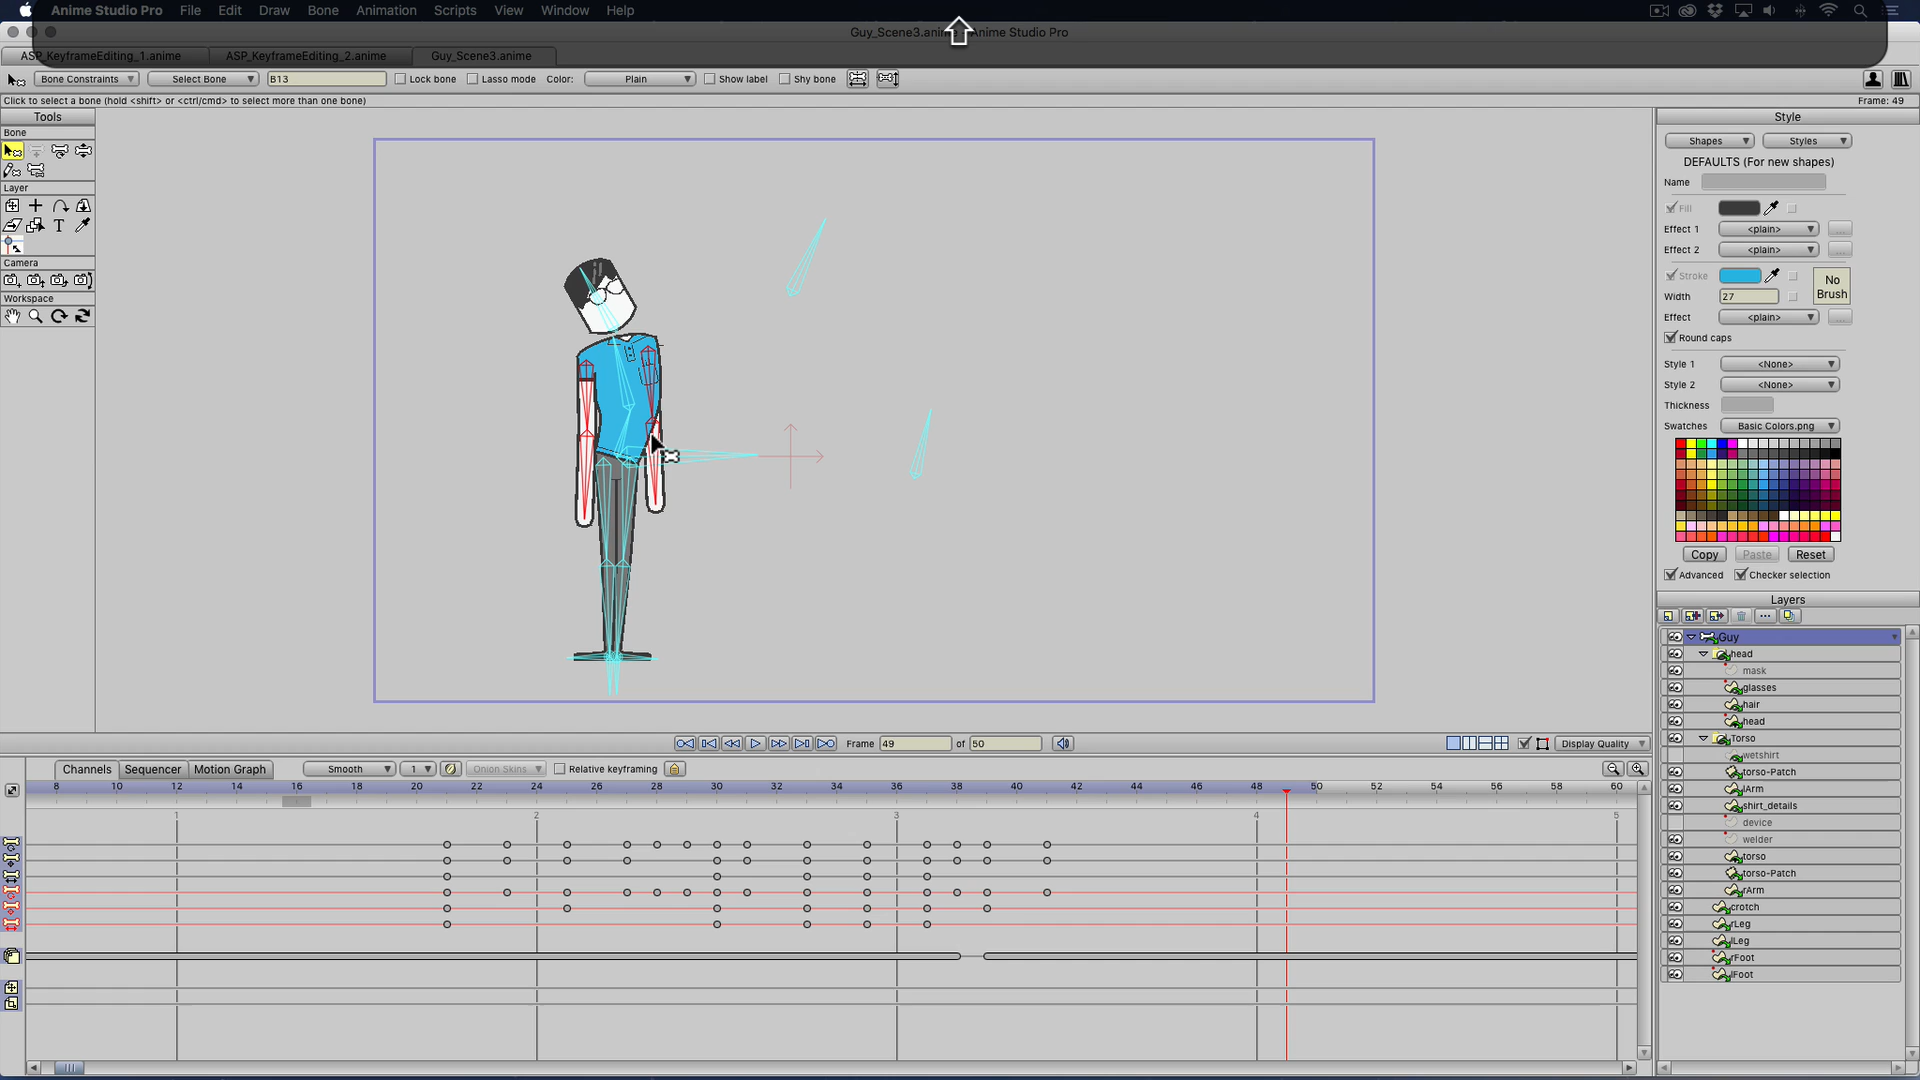 Anime Studio Pro File Edit Draw Bone Animation Scripts View Window Help
Guy_Scene3.anime - Anime Studio Pro
ASP_KeyframeEditing_1.anime ASP_KeyframeEditing_2.anime Guy_Scene3.anime
Bone Constraints Select Bone B13 Lock bone Lasso mode Color: Plain Show label Shy bone
Click to select a bone (hold <shift> or <ctrl/cmd> to select more than one bone) Frame: 49
Tools
Bone
Layer
T
Camera
Workspace
Style
Shapes Styles
DEFAULTS (For new shapes)
Name
Fill
Effect 1 <plain> ...
Effect 2 <plain> ...
Stroke
No Brush
Width 27
Effect <plain> ...
Round caps
Style 1 <None>
Style 2 <None>
Thickness
Swatches Basic Colors.png
Copy Paste Reset
Advanced Checker selection
Layers
Guy
head
mask
glasses
hair
head
Torso
wetshirt
torso-Patch
lArm
shirt_details
device
welder
torso
torso-Patch
rArm
crotch
rLeg
lLeg
rFoot
lFoot
Frame 49 of 50 Display Quality
Channels Sequencer Motion Graph Smooth 1 Onion Skins Relative keyframing
8 10 12 14 16 18 20 22 24 26 28 30 32 34 36 38 40 42 44 46 48 50 52 54 56 58 60
1 2 3 4 5